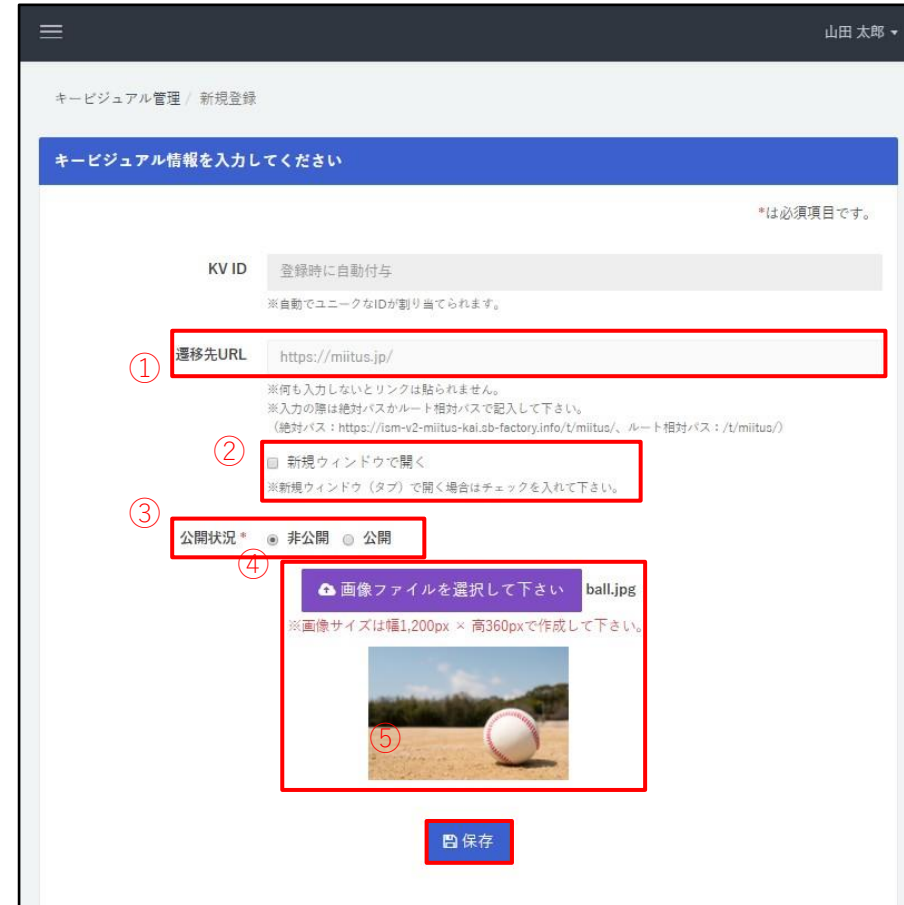 山田 太郎
キービジュアル管理 / 新規登録
キービジュアル情報を入力してください
*は必須項目です。
KV ID 登録時に自動付与
※自動でユニークなIDが割り当てられます。
① 遷移先URL https://miitus.jp/
※何も入力しないとリンクは貼られません。
※入力の際は絶対パスかルート相対パスで記入して下さい。
（絶対パス：https://ism-v2-miitus-kai.sb-factory.info/t/miitus/、ルート相対パス：/t/miitus/）
② 新規ウィンドウで開く
※新規ウィンドウ（タブ）で開く場合はチェックを入れて下さい。
③ 公開状況 * 非公開 公開
④ 画像ファイルを選択して下さい ball.jpg
※画像サイズは幅1,200px × 高360pxで作成して下さい。
⑤
保存